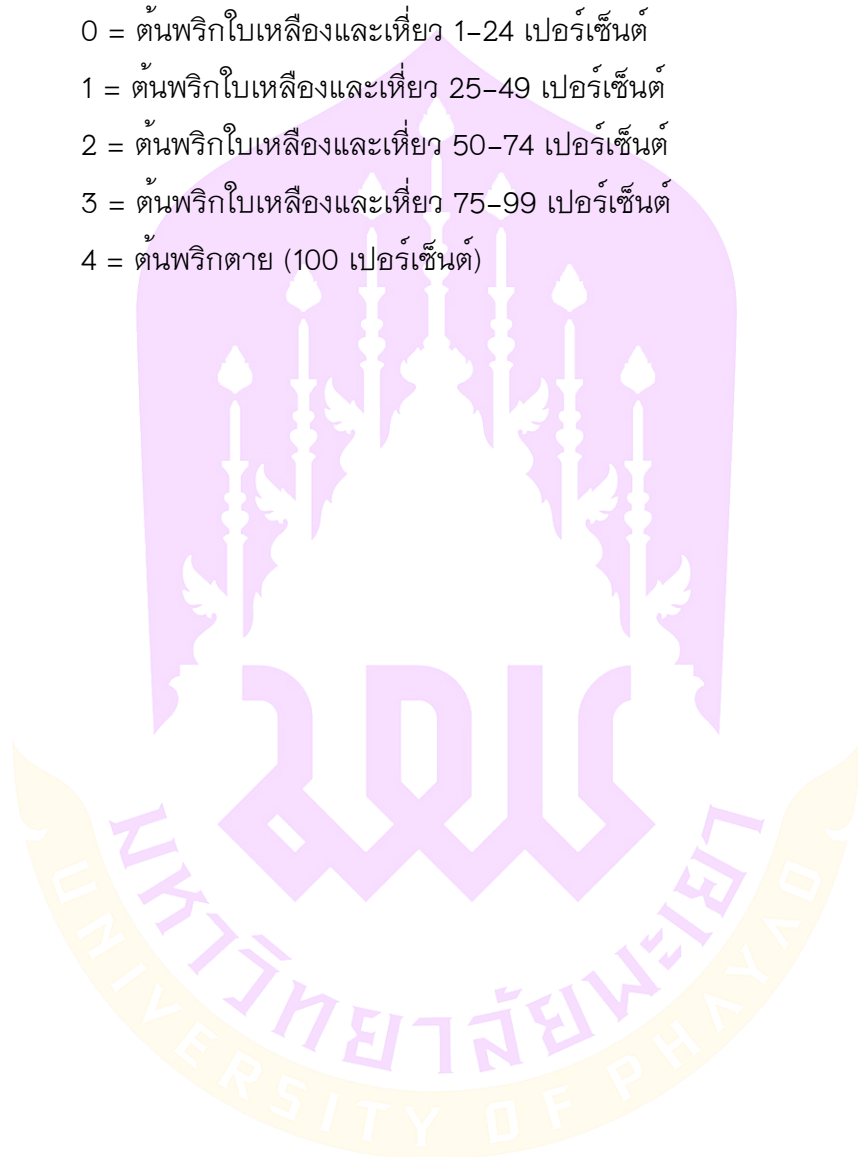 0 = ต้นพริกใบเหลืองและเหี่ยว 1-24 เปอร์เซ็นต์
1 = ต้นพริกใบเหลืองและเหี่ยว 25-49 เปอร์เซ็นต์
2 = ต้นพริกใบเหลืองและเหี่ยว 50-74 เปอร์เซ็นต์
3 = ต้นพริกใบเหลืองและเหี่ยว 75-99 เปอร์เซ็นต์
4 = ต้นพริกตาย (100 เปอร์เซ็นต์)
มหาวิทยาลัยพะเยา
UNIVERSITY OF PHAYAO